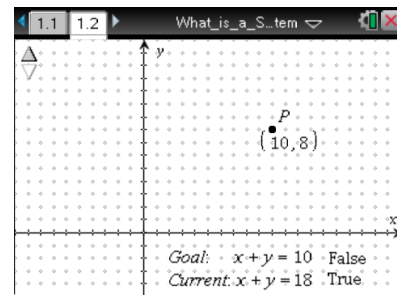 1.1 1.2 What_is_a_S...tem
y
P
(10,8)
x
Goal: x + y = 10 False
Current: x + y = 18 True